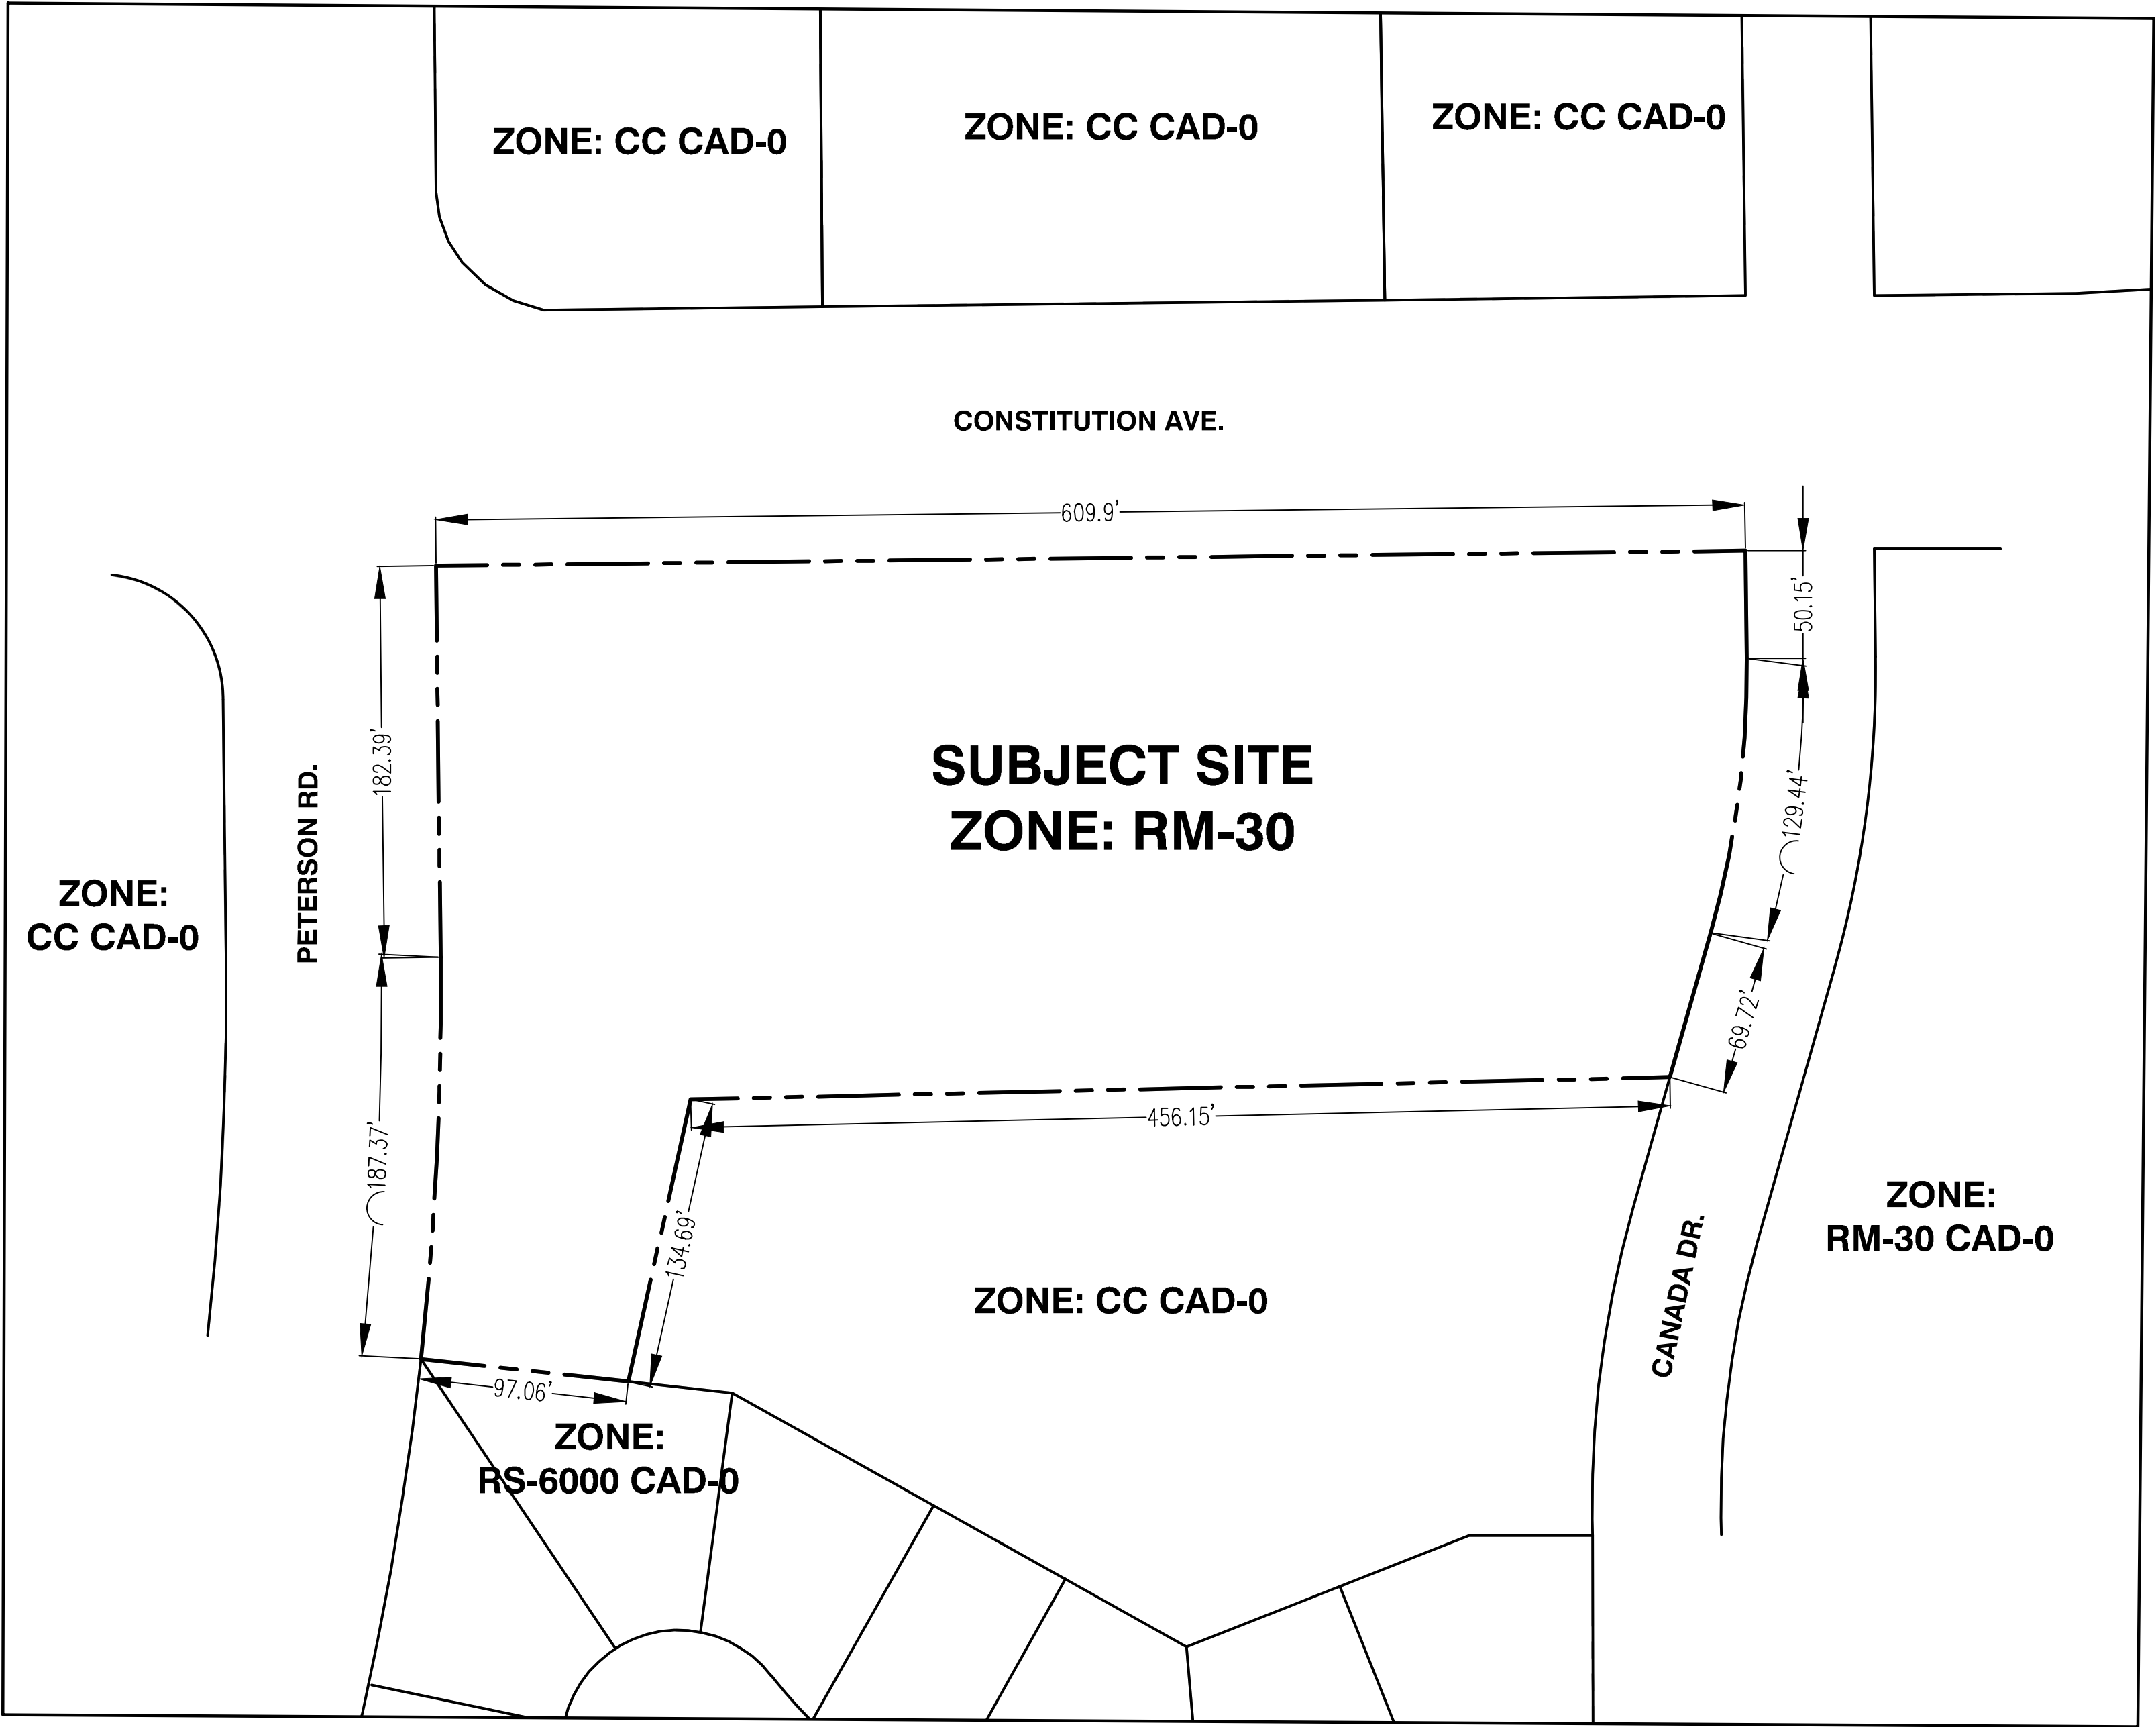 ZONE: CC CAD-0
ZONE: CC CAD-0
ZONE: CC CAD-0
CONSTITUTION AVE.
609.9'
50.15'
182.39'
SUBJECT SITE
ZONE: RM-30
129.44'
PETERSON RD.
ZONE:
CC CAD-0
69.72'
456.15'
187.37'
134.69'
ZONE:
RM-30 CAD-0
CANADA DR.
ZONE: CC CAD-0
97.06'
ZONE:
RS-6000 CAD-0